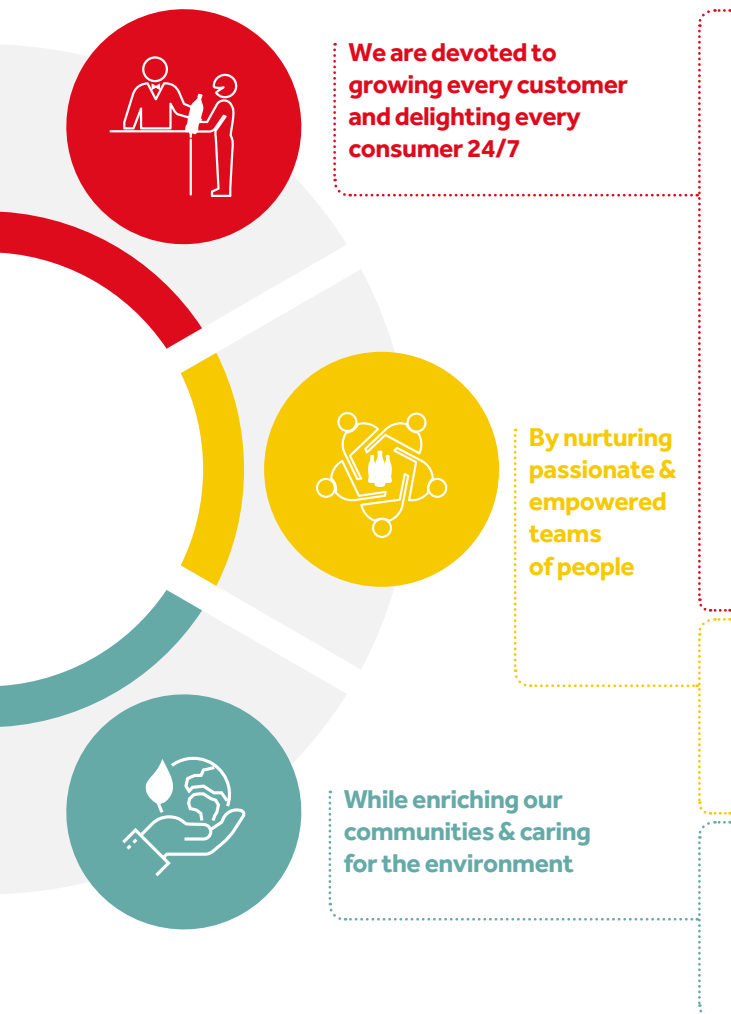 We are devoted to
growing every customer
and delighting every
consumer 24/7
By nurturing
passionate &
empowered
teams
of people
While enriching our
communities & caring
for the environment